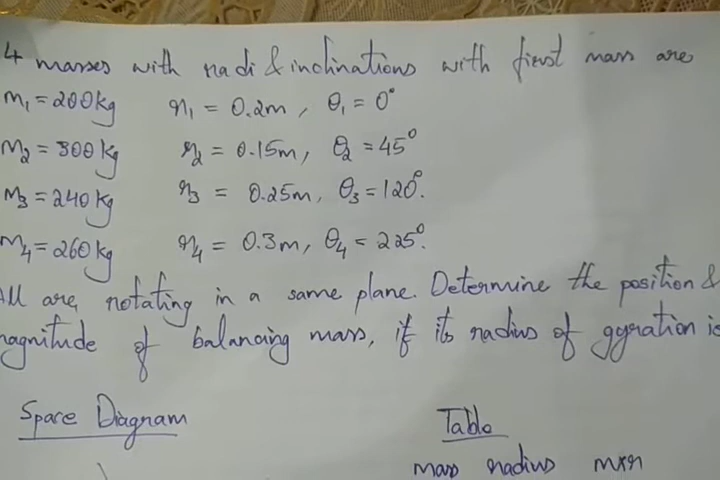 4 masses with radi & inclinations with first mass are
m₁ = 200kg r₁ = 0.2m, θ₁ = 0°
m₂ = 300 kg r₂ = 0.15m, θ₂ = 45°
m₃ = 240 kg r₃ = 0.25m, θ₃ = 120°.
m₄ = 260 kg r₄ = 0.3m, θ₄ = 225°.
All are rotating in a same plane. Determine the position &
magnitude of balancing mass, if its radius of gyration is
Space Diagram Table
mass radius m×r